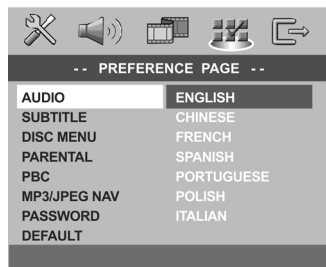 -- PREFERENCE PAGE --
AUDIO ENGLISH
SUBTITLE CHINESE
DISC MENU FRENCH
PARENTAL SPANISH
PBC PORTUGUESE
MP3/JPEG NAV POLISH
PASSWORD ITALIAN
DEFAULT